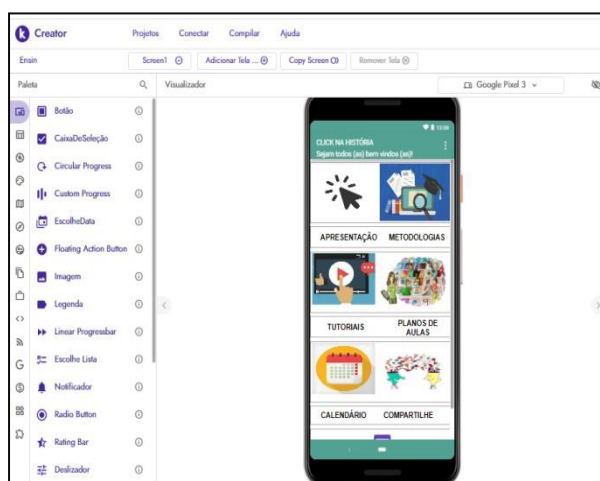 Creator
Projetos Conectar Compilar Ajuda
Ensin Screen1 Adicionar Tela ... Copy Screen Remover Tela
Paleta Visualizador Google Pixel 3
Botão
CaixaDeSeleção
Circular Progress
Custom Progress
EscolheData
Floating Action Button
Imagem
Legenda
Linear Progressbar
Escolhe Lista
Notificador
Radio Button
Rating Bar
Deslizador
CLICK NA HISTÓRIA
Sejam todos (as) bem vindos (as)!
APRESENTAÇÃO METODOLOGIAS
TUTORIAIS PLANOS DE
AULAS
CALENDÁRIO COMPARTILHE